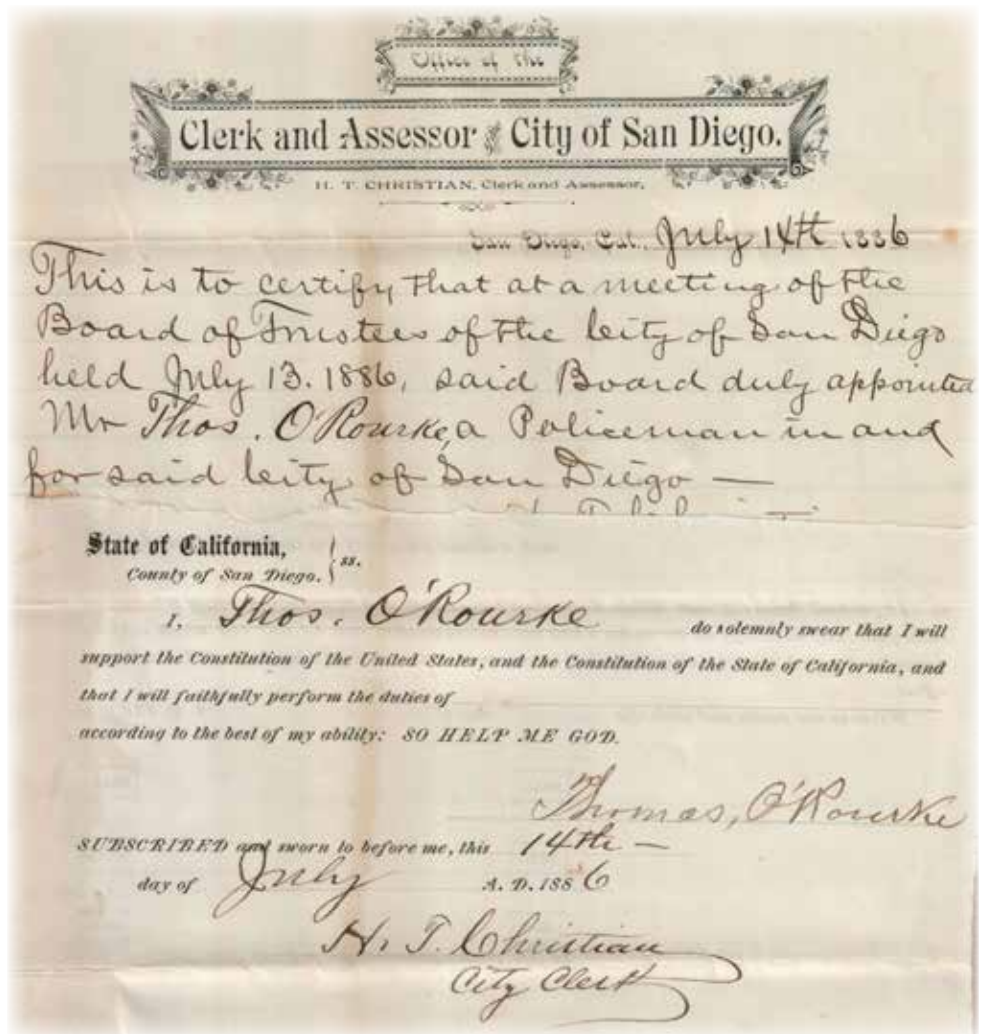 Office of the
Clerk and Assessor of the City of San Diego.
H. T. CHRISTIAN, Clerk and Assessor,
San Diego, Cal. July 14th 1886
This is to certify that at a meeting of the
Board of Trustees of the City of San Diego
held July 13. 1886, said Board duly appointed
Mr Thos. O'Rourke, a Policeman in and
for said City of San Diego —
State of California,
County of San Diego. } ss.
I, Thos. O'Rourke do solemnly swear that I will
support the Constitution of the United States, and the Constitution of the State of California, and
that I will faithfully perform the duties of
according to the best of my ability: SO HELP ME GOD.
Thomas, O'Rourke
SUBSCRIBED and sworn to before me, this 14th —
day of July A. D. 1886
H. T. Christian
City Clerk